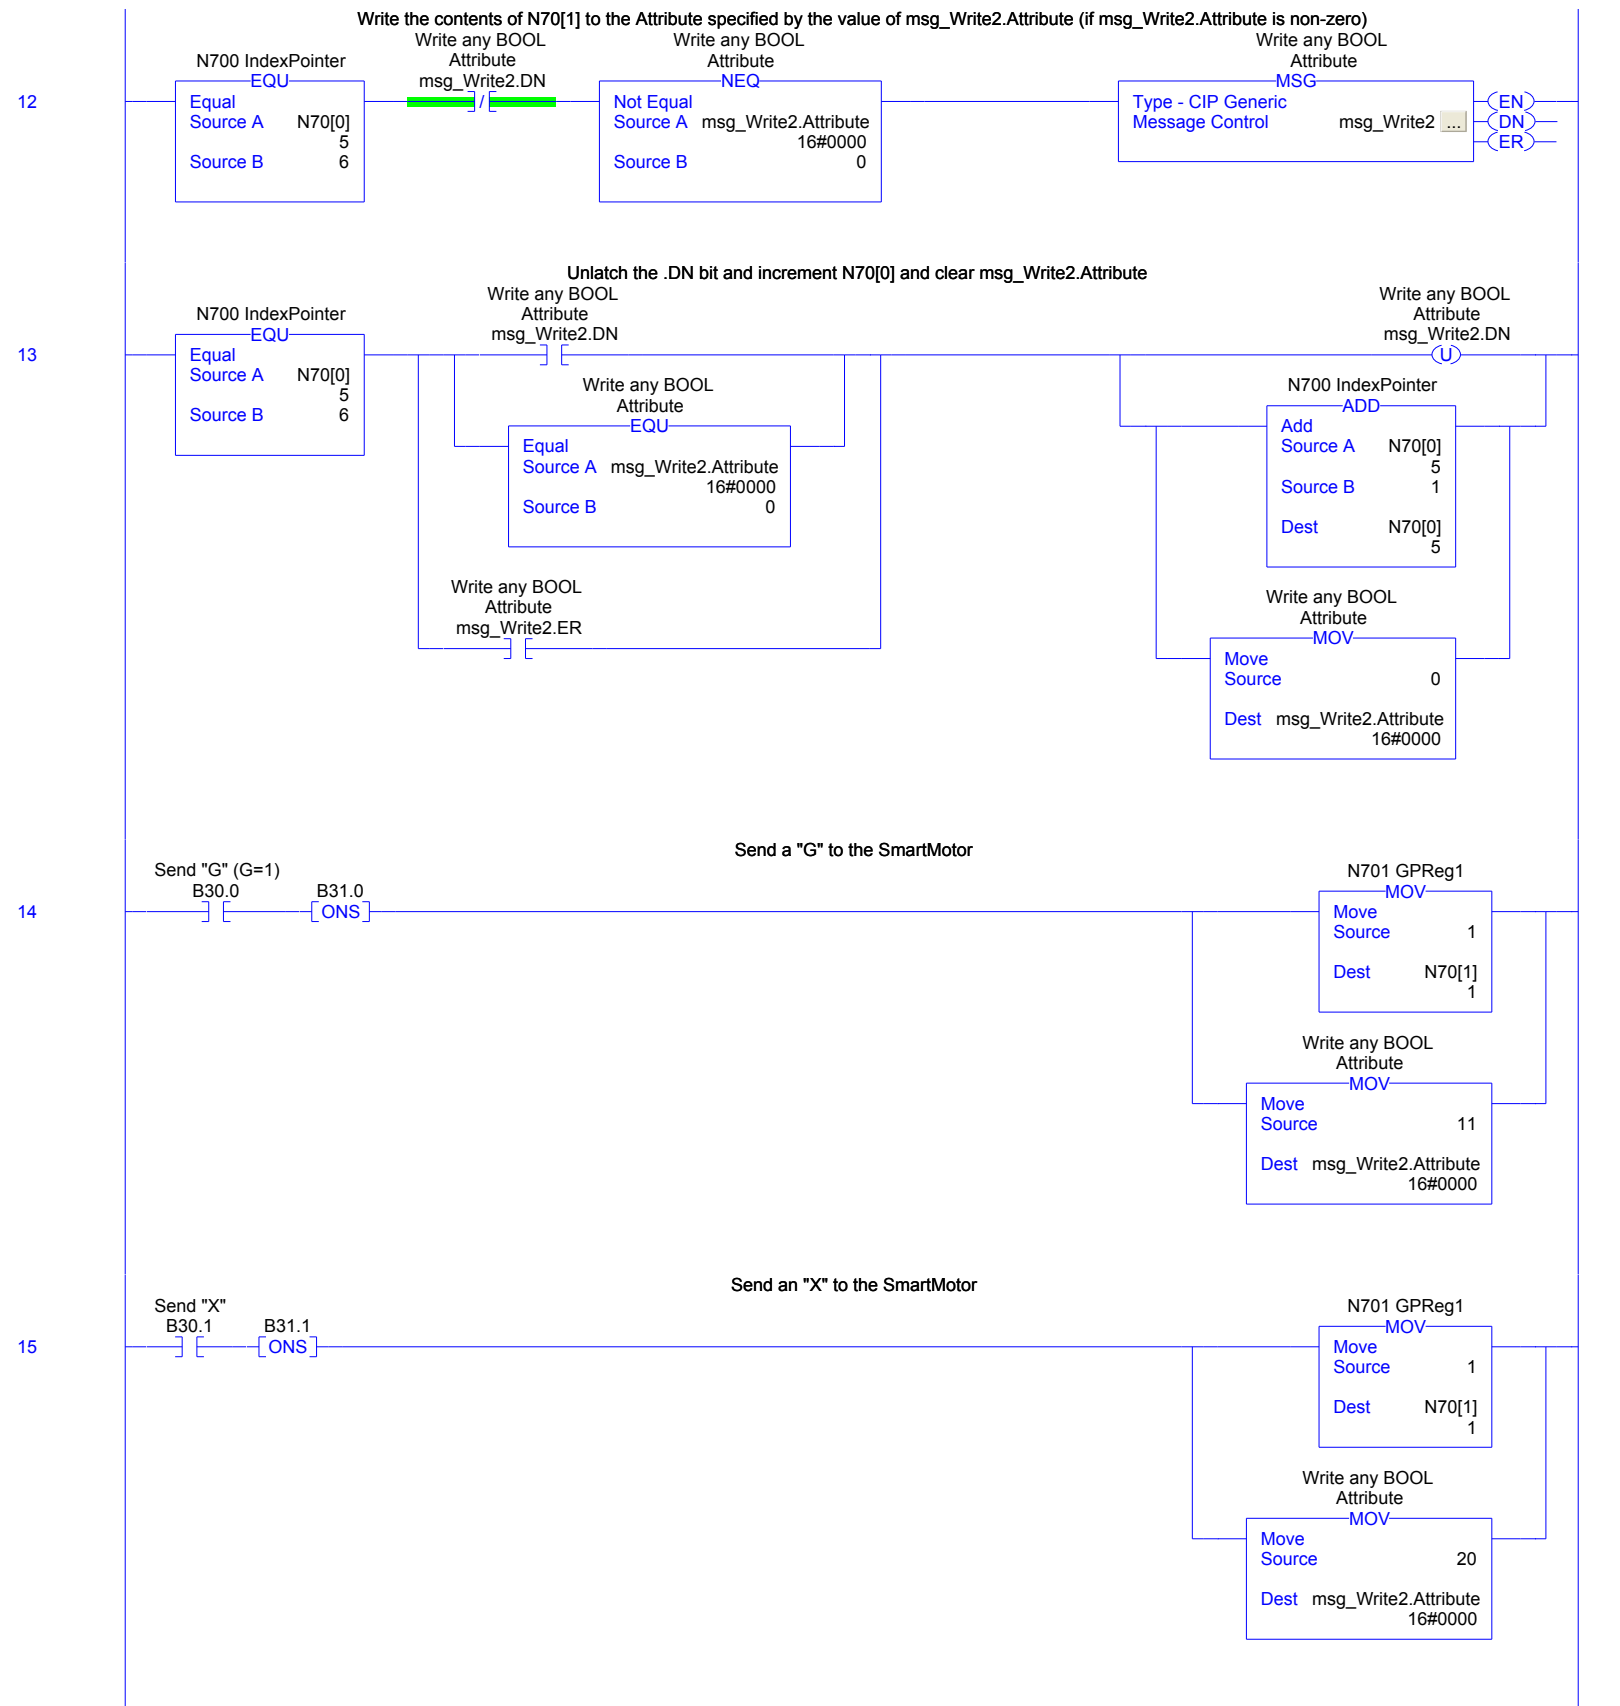 Write the contents of N70[1] to the Attribute specified by the value of msg_Write2.Attribute (if msg_Write2.Attribute is non-zero)
12
N700 IndexPointer
EQU
Equal
Source A N70[0]
5
Source B 6
Write any BOOL
Attribute
msg_Write2.DN
/
Write any BOOL
Attribute
NEQ
Not Equal
Source A msg_Write2.Attribute
16#0000
Source B 0
Write any BOOL
Attribute
MSG
Type - CIP Generic
Message Control msg_Write2 ...
EN
DN
ER
Unlatch the .DN bit and increment N70[0] and clear msg_Write2.Attribute
13
N700 IndexPointer
EQU
Equal
Source A N70[0]
5
Source B 6
Write any BOOL
Attribute
msg_Write2.DN
Write any BOOL
Attribute
EQU
Equal
Source A msg_Write2.Attribute
16#0000
Source B 0
Write any BOOL
Attribute
msg_Write2.ER
Write any BOOL
Attribute
msg_Write2.DN
U
N700 IndexPointer
ADD
Add
Source A N70[0]
5
Source B 1
Dest N70[0]
5
Write any BOOL
Attribute
MOV
Move
Source 0
Dest msg_Write2.Attribute
16#0000
Send a "G" to the SmartMotor
14
Send "G" (G=1)
B30.0
B31.0
ONS
N701 GPReg1
MOV
Move
Source 1
Dest N70[1]
1
Write any BOOL
Attribute
MOV
Move
Source 11
Dest msg_Write2.Attribute
16#0000
Send an "X" to the SmartMotor
15
Send "X"
B30.1
B31.1
ONS
N701 GPReg1
MOV
Move
Source 1
Dest N70[1]
1
Write any BOOL
Attribute
MOV
Move
Source 20
Dest msg_Write2.Attribute
16#0000